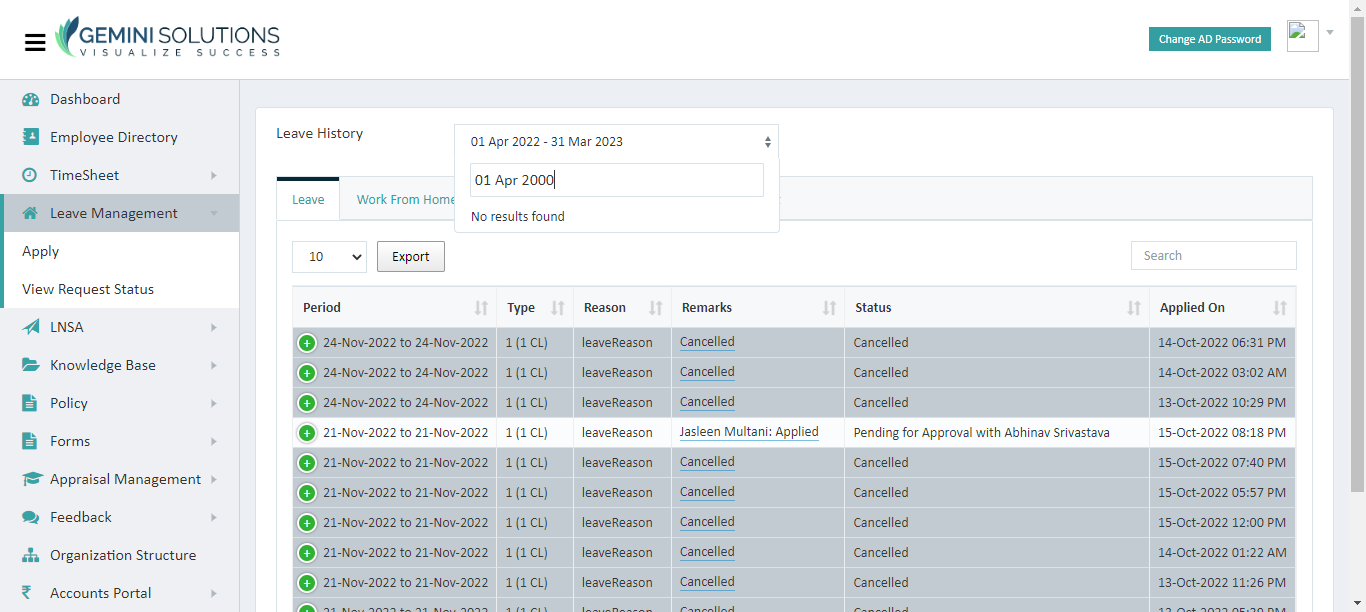 GEMINI SOLUTIONS
VISUALIZE SUCCESS
Change AD Password
Dashboard
Employee Directory
TimeSheet
Leave Management
Apply
View Request Status
LNSA
Knowledge Base
Policy
Forms
Appraisal Management
Feedback
Organization Structure
Accounts Portal
Leave History
01 Apr 2022 - 31 Mar 2023
01 Apr 2000
No results found
Leave Work From Home
10 Export Search
Period Type Reason Remarks Status Applied On
24-Nov-2022 to 24-Nov-2022 1 (1 CL) leaveReason Cancelled Cancelled 14-Oct-2022 06:31 PM
24-Nov-2022 to 24-Nov-2022 1 (1 CL) leaveReason Cancelled Cancelled 14-Oct-2022 03:02 AM
24-Nov-2022 to 24-Nov-2022 1 (1 CL) leaveReason Cancelled Cancelled 13-Oct-2022 10:29 PM
21-Nov-2022 to 21-Nov-2022 1 (1 CL) leaveReason Jasleen Multani: Applied Pending for Approval with Abhinav Srivastava 15-Oct-2022 08:18 PM
21-Nov-2022 to 21-Nov-2022 1 (1 CL) leaveReason Cancelled Cancelled 15-Oct-2022 07:40 PM
21-Nov-2022 to 21-Nov-2022 1 (1 CL) leaveReason Cancelled Cancelled 15-Oct-2022 05:57 PM
21-Nov-2022 to 21-Nov-2022 1 (1 CL) leaveReason Cancelled Cancelled 15-Oct-2022 12:00 PM
21-Nov-2022 to 21-Nov-2022 1 (1 CL) leaveReason Cancelled Cancelled 14-Oct-2022 01:22 AM
21-Nov-2022 to 21-Nov-2022 1 (1 CL) leaveReason Cancelled Cancelled 13-Oct-2022 11:26 PM